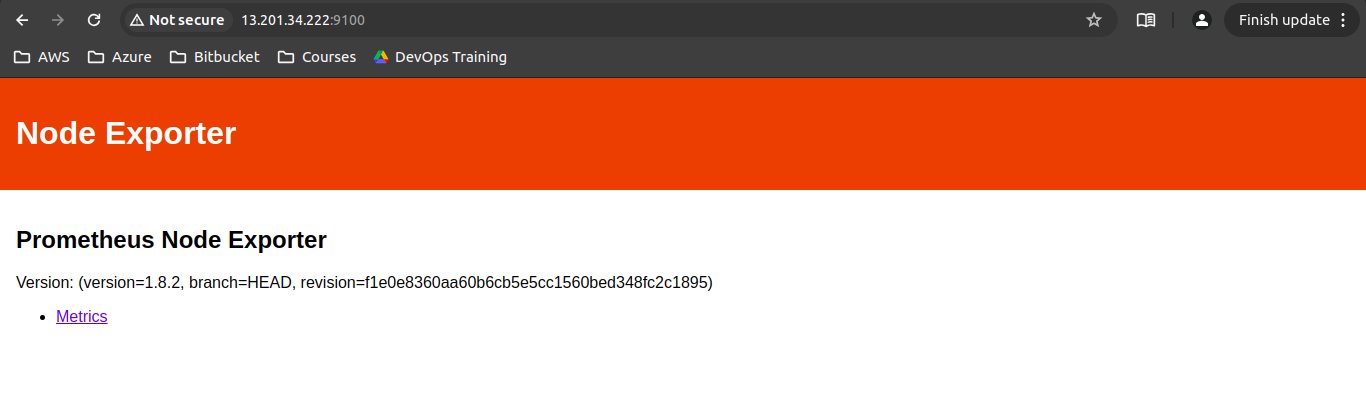 Not secure 13.201.34.222:9100 Finish update
AWS Azure Bitbucket Courses DevOps Training
Node Exporter
Prometheus Node Exporter
Version: (version=1.8.2, branch=HEAD, revision=f1e0e8360aa60b6cb5e5cc1560bed348fc2c1895)
• Metrics